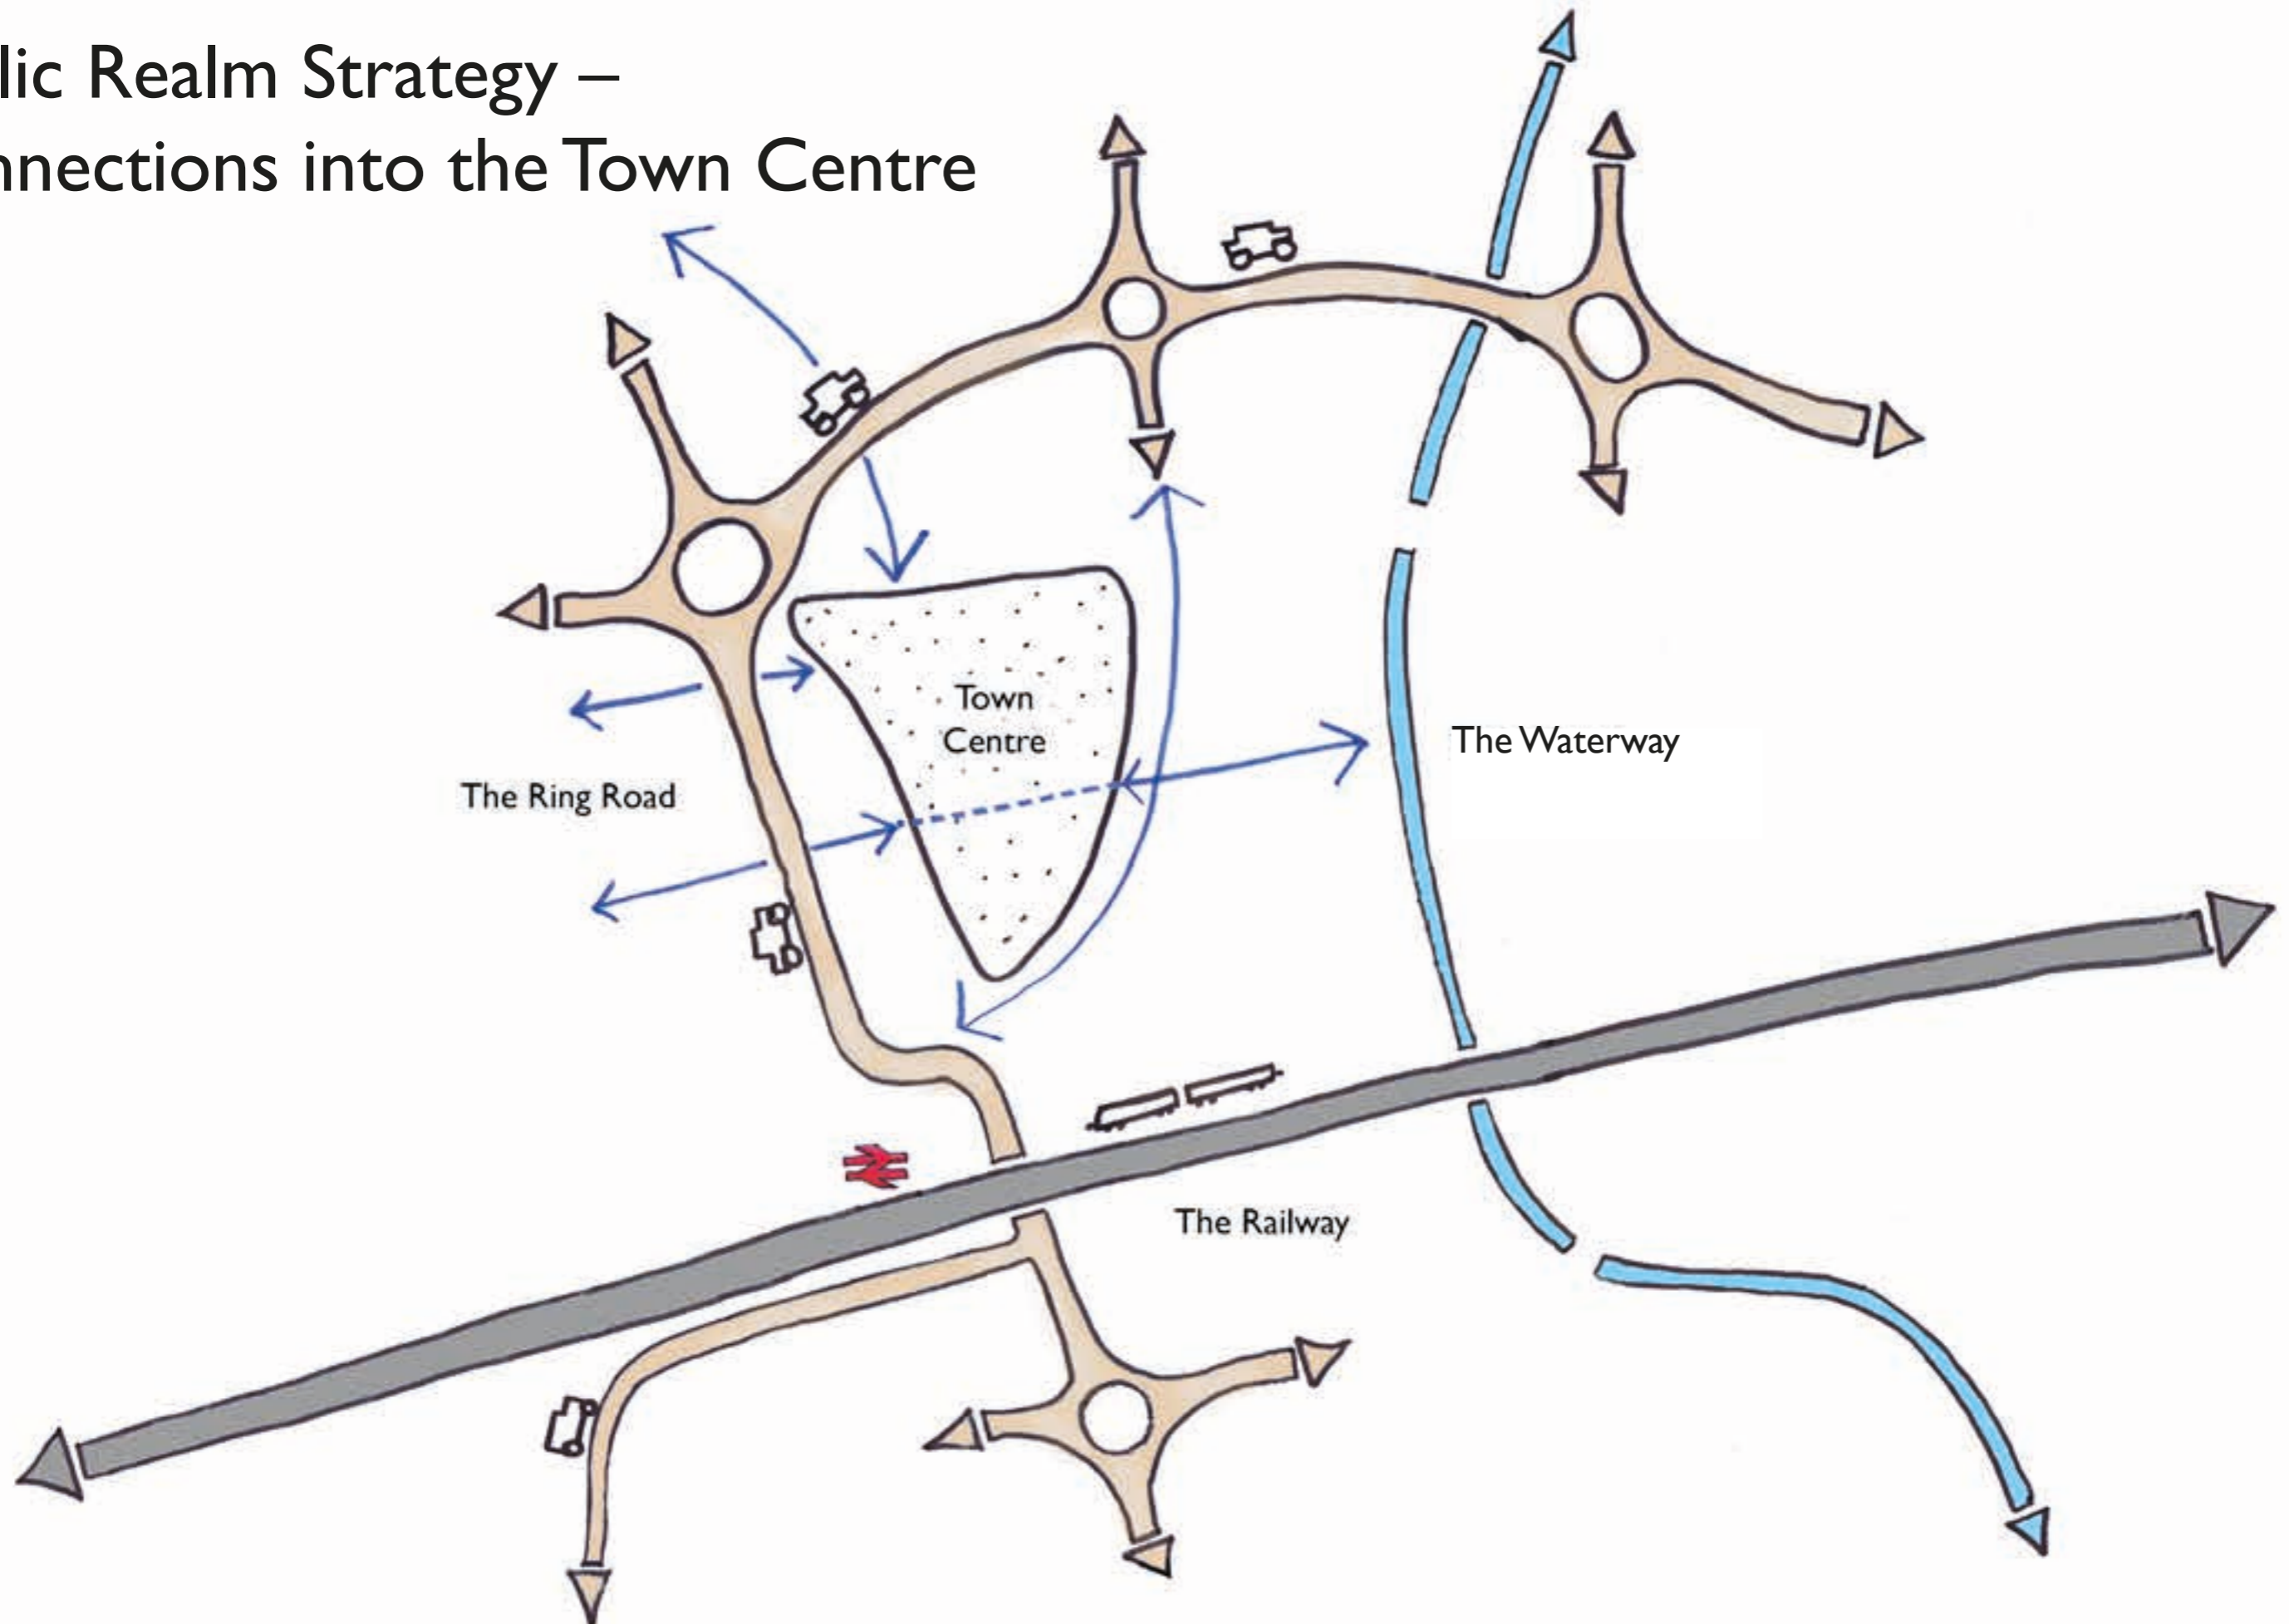 lic Realm Strategy –
nnections into the Town Centre
Town
Centre
The Waterway
The Ring Road
The Railway